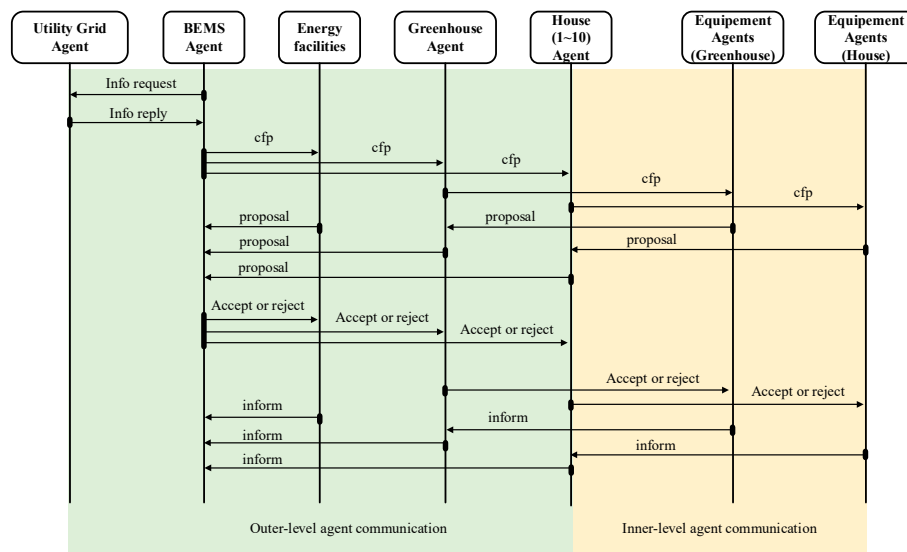 Utility Grid
Agent
BEMS
Agent
Energy
facilities
Greenhouse
Agent
House
(1~10)
Agent
Equipement
Agents
(Greenhouse)
Equipement
Agents
(House)
Info request
Info reply
cfp
cfp
cfp
cfp
cfp
proposal
proposal
proposal
proposal
proposal
Accept or reject
Accept or reject
Accept or reject
Accept or reject
Accept or reject
inform
inform
inform
inform
inform
Outer-level agent communication
Inner-level agent communication